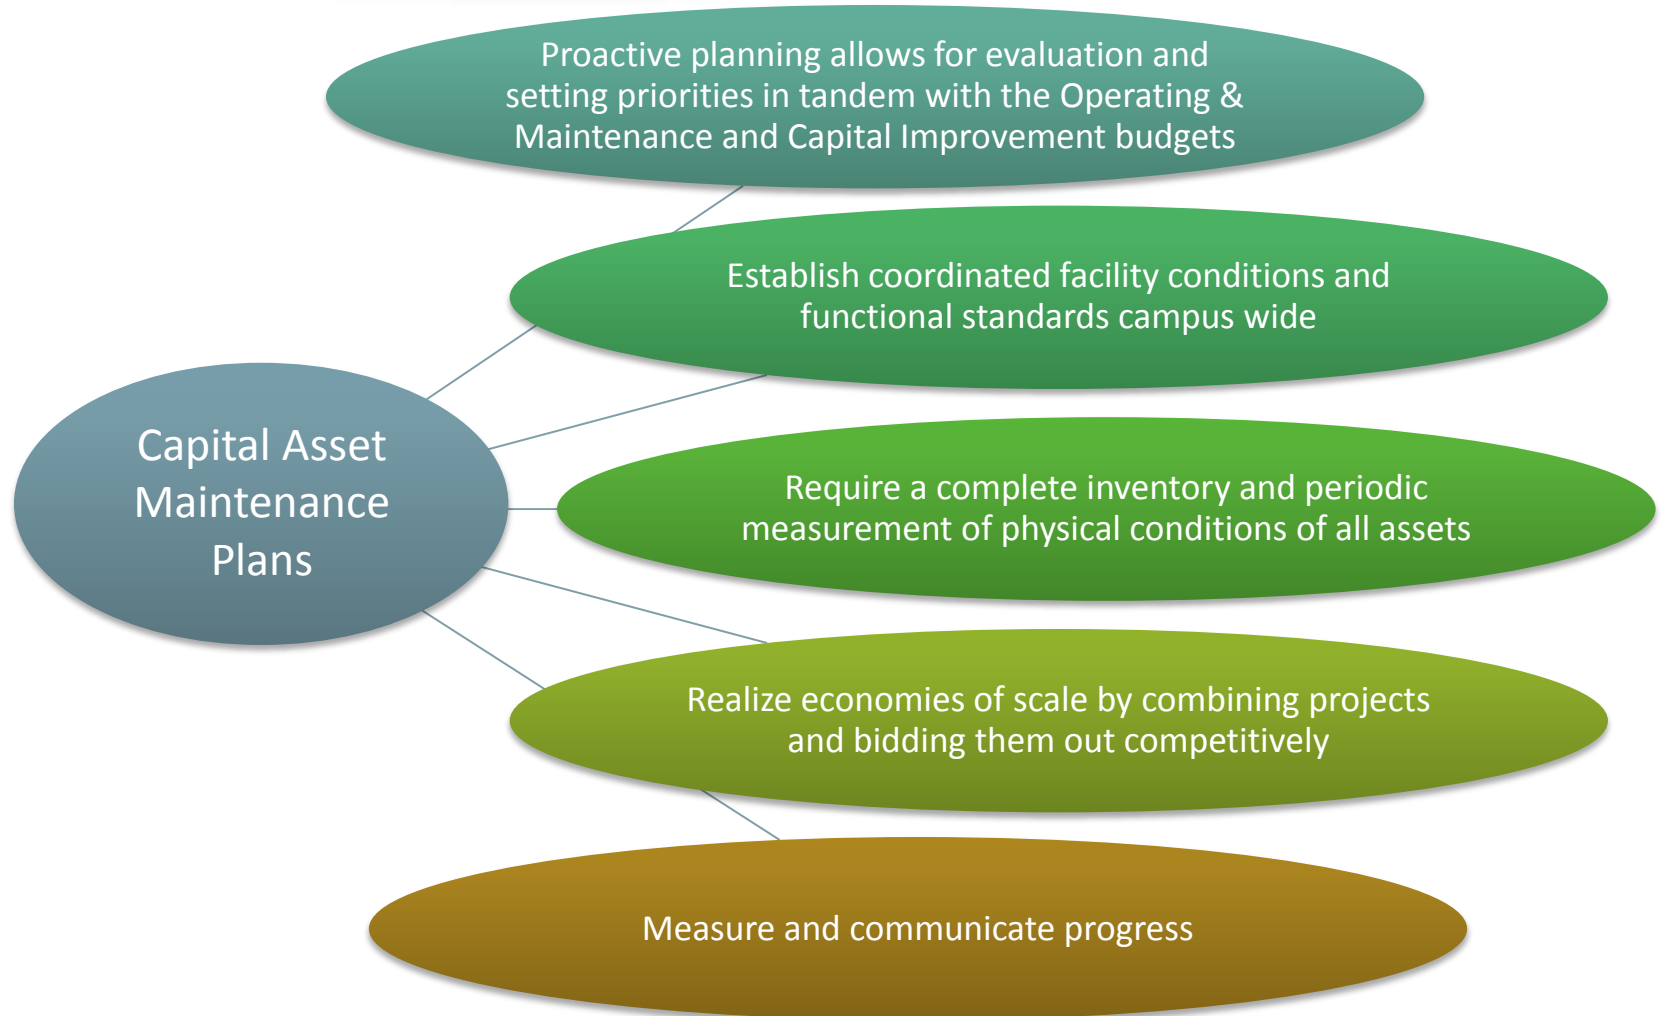 Proactive planning allows for evaluation and
setting priorities in tandem with the Operating &
Maintenance and Capital Improvement budgets
Establish coordinated facility conditions and
functional standards campus wide
Capital Asset
Maintenance
Plans
Require a complete inventory and periodic
measurement of physical conditions of all assets
Realize economies of scale by combining projects
and bidding them out competitively
Measure and communicate progress